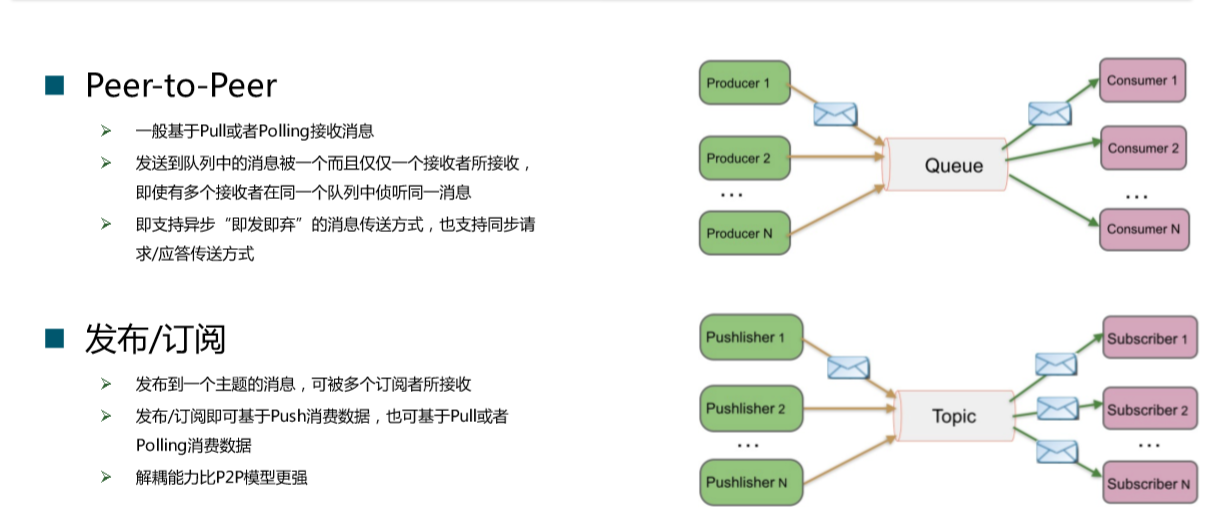 Peer-to-Peer
一般基于Pull或者Polling接收消息
发送到队列中的消息被一个而且仅仅一个接收者所接收，
即使有多个接收者在同一个队列中侦听同一消息
即支持异步“即发即弃”的消息传送方式，也支持同步请
求/应答传送方式
Producer 1
Producer 2
...
Producer N
Queue
Consumer 1
Consumer 2
...
Consumer N
发布/订阅
发布到一个主题的消息，可被多个订阅者所接收
发布/订阅即可基于Push消费数据，也可基于Pull或者
Polling消费数据
解耦能力比P2P模型更强
Pushlisher 1
Pushlisher 2
...
Pushlisher N
Topic
Subscriber 1
Subscriber 2
...
Subscriber N